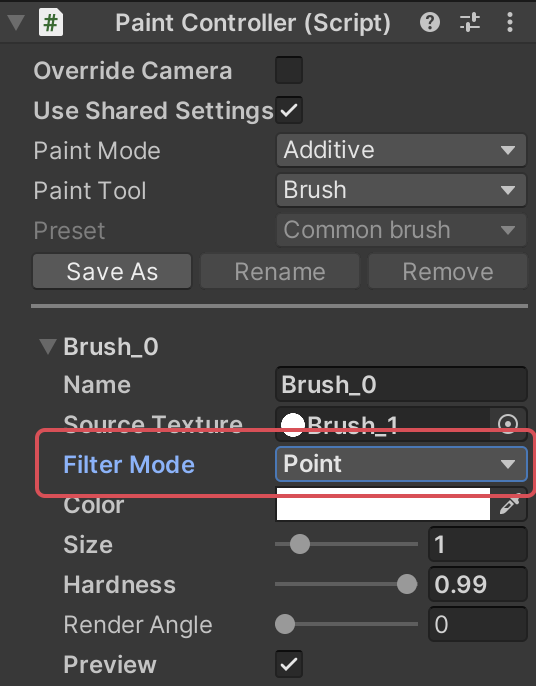 # Paint Controller (Script)
Override Camera
Use Shared Settings
Paint Mode Additive
Paint Tool Brush
Preset Common brush
Save As Rename Remove
Brush_0
Name Brush_0
Source Texture Brush_1
Filter Mode Point
Color
Size 1
Hardness 0.99
Render Angle 0
Preview